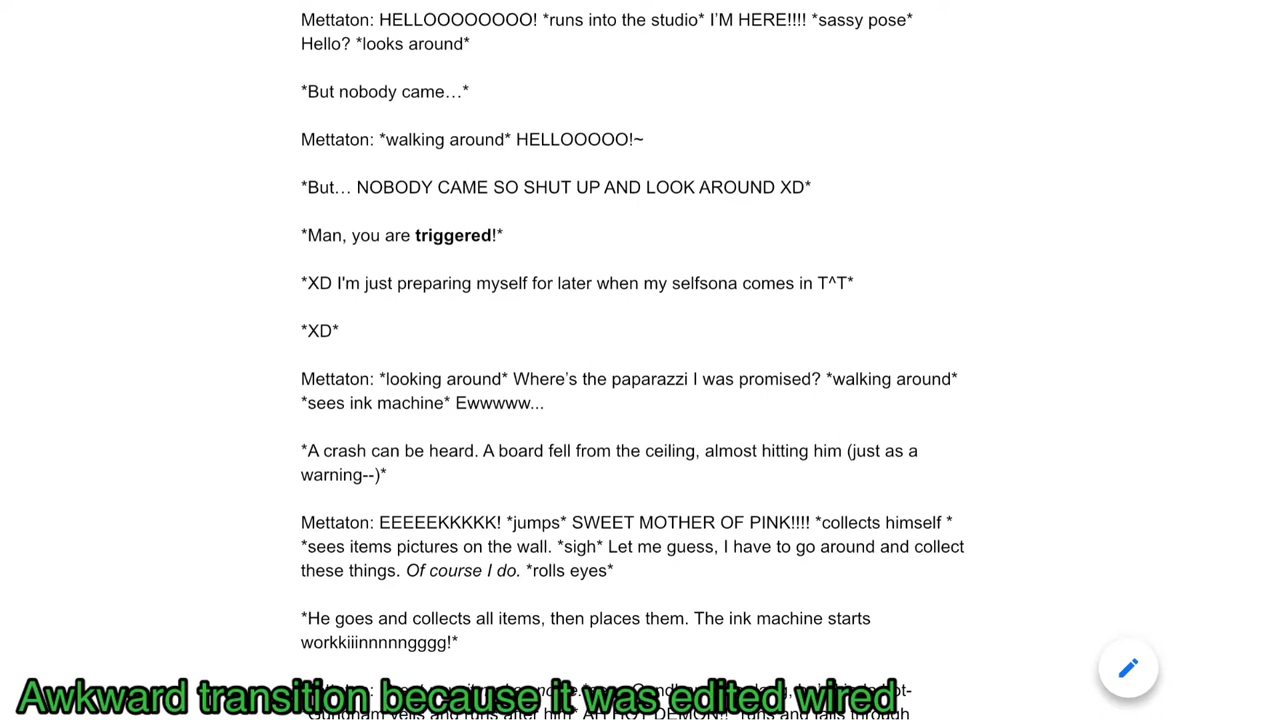 Mettaton: HELLOOOOOOOO! *runs into the studio* I'M HERE!!!! *sassy pose*
Hello? *looks around*
*But nobody came…*
Mettaton: *walking around* HELLOOOOO!~
*But… NOBODY CAME SO SHUT UP AND LOOK AROUND XD*
*Man, you are triggered!*
*XD I'm just preparing myself for later when my selfsona comes in T^T*
*XD*
Mettaton: *looking around* Where's the paparazzi I was promised? *walking around*
*sees ink machine* Ewwwww...
*A crash can be heard. A board fell from the ceiling, almost hitting him (just as a
warning--)*
Mettaton: EEEEEKKKKK! *jumps* SWEET MOTHER OF PINK!!!! *collects himself *
*sees items pictures on the wall. *sigh* Let me guess, I have to go around and collect
these things. Of course I do. *rolls eyes*
*He goes and collects all items, then places them. The ink machine starts
workkiiinnnnngggg!*
Awkward transition because it was edited wired